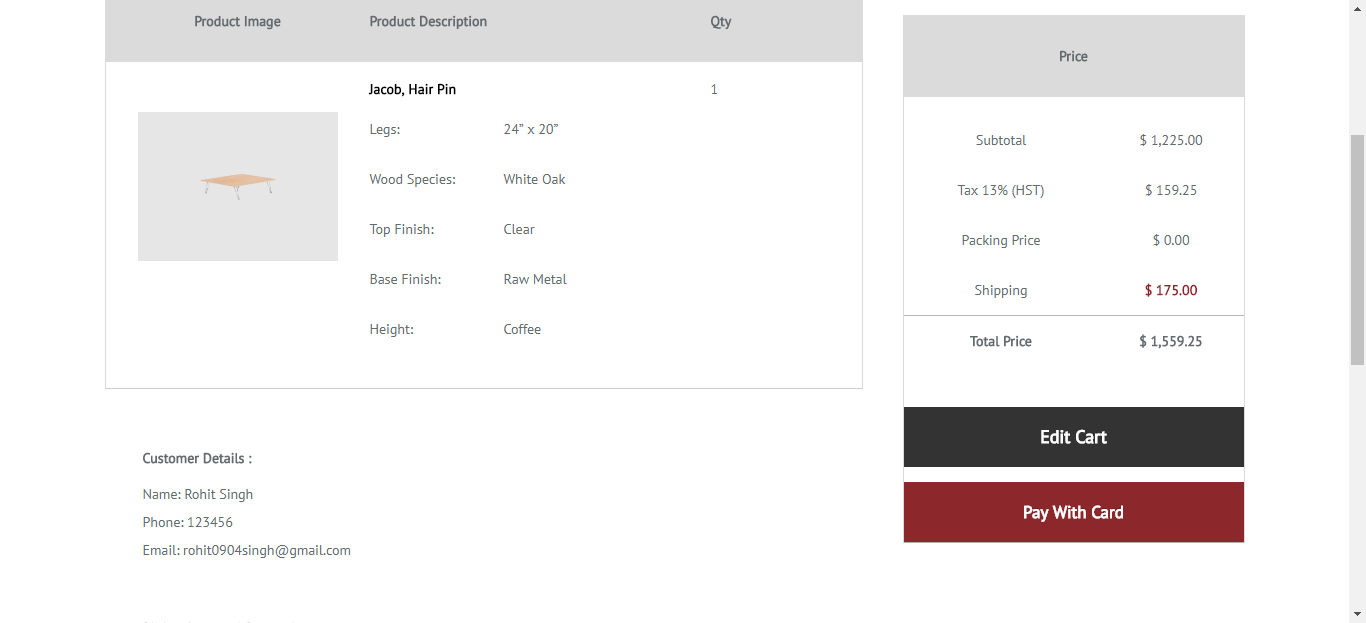 Product Image Product Description Qty
Jacob, Hair Pin 1
Legs: 24” x 20”
Wood Species: White Oak
Top Finish: Clear
Base Finish: Raw Metal
Height: Coffee
Customer Details :
Name: Rohit Singh
Phone: 123456
Email: rohit0904singh@gmail.com
Price
Subtotal $ 1,225.00
Tax 13% (HST) $ 159.25
Packing Price $ 0.00
Shipping $ 175.00
Total Price $ 1,559.25
Edit Cart
Pay With Card